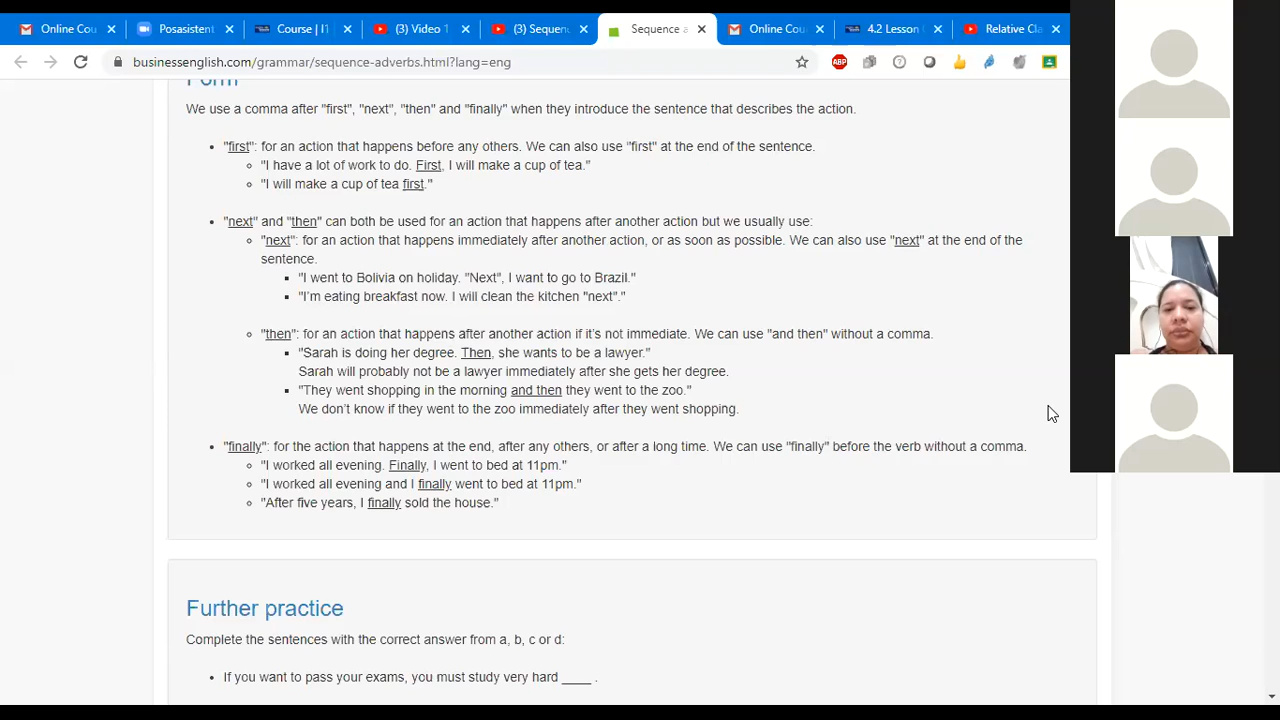 Online Cou
Posasistent
Course | I1
(3) Video 1
(3) Sequenc
Sequence a
Online Cou
4.2 Lesson
Relative Cla
businessenglish.com/grammar/sequence-adverbs.html?lang=eng
ABP
Form
We use a comma after "first", "next", "then" and "finally" when they introduce the sentence that describes the action.
"first": for an action that happens before any others. We can also use "first" at the end of the sentence.
"I have a lot of work to do. First, I will make a cup of tea."
"I will make a cup of tea first."
"next" and "then" can both be used for an action that happens after another action but we usually use:
"next": for an action that happens immediately after another action, or as soon as possible. We can also use "next" at the end of the
sentence.
"I went to Bolivia on holiday. "Next", I want to go to Brazil."
"I'm eating breakfast now. I will clean the kitchen "next"."
"then": for an action that happens after another action if it's not immediate. We can use "and then" without a comma.
"Sarah is doing her degree. Then, she wants to be a lawyer."
Sarah will probably not be a lawyer immediately after she gets her degree.
"They went shopping in the morning and then they went to the zoo."
We don't know if they went to the zoo immediately after they went shopping.
"finally": for the action that happens at the end, after any others, or after a long time. We can use "finally" before the verb without a comma.
"I worked all evening. Finally, I went to bed at 11pm."
"I worked all evening and I finally went to bed at 11pm."
"After five years, I finally sold the house."
Further practice
Complete the sentences with the correct answer from a, b, c or d:
If you want to pass your exams, you must study very hard ____ .